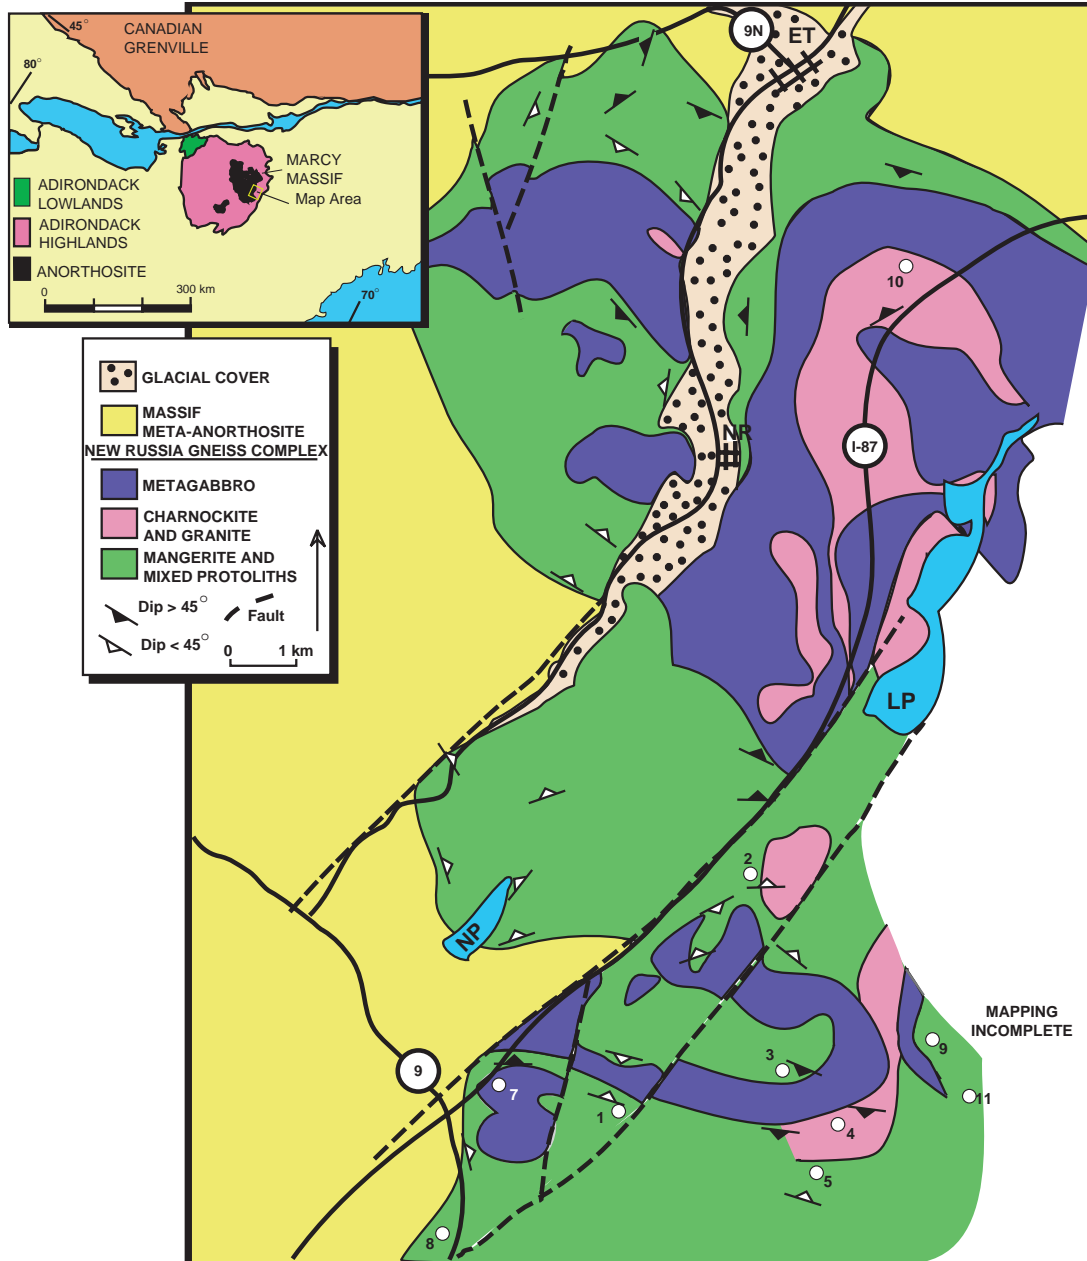 45°
CANADIAN
GRENVILLE
80°
MARCY
MASSIF
Map Area
ADIRONDACK
LOWLANDS
ADIRONDACK
HIGHLANDS
ANORTHOSITE
0 300 km
70°
GLACIAL COVER
MASSIF
META-ANORTHOSITE
NEW RUSSIA GNEISS COMPLEX
METAGABBRO
CHARNOCKITE
AND GRANITE
MANGERITE AND
MIXED PROTOLITHS
Dip > 45°
Fault
Dip < 45°
0 1 km
9N
ET
10
NR
I-87
LP
2
NP
MAPPING
INCOMPLETE
9
3
9
7
11
1
4
5
8